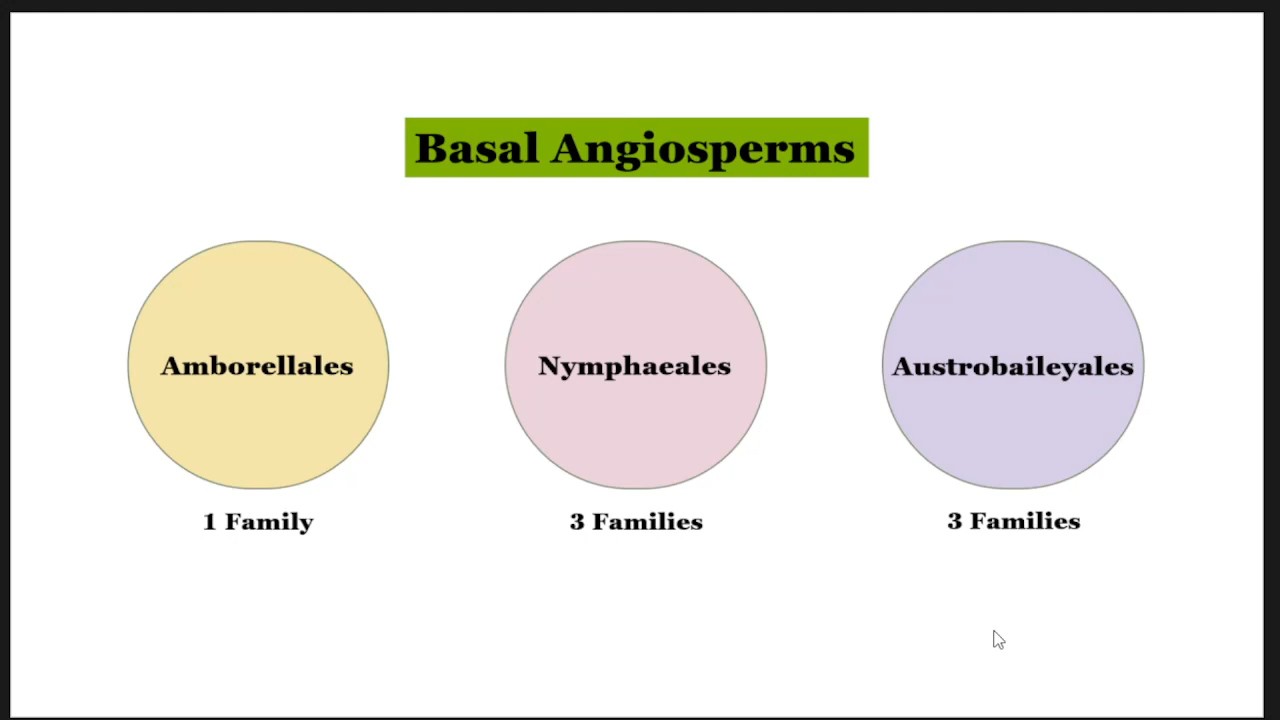 Basal Angiosperms
Amborellales
Nymphaeales
Austrobaileyales
1 Family
3 Families
3 Families